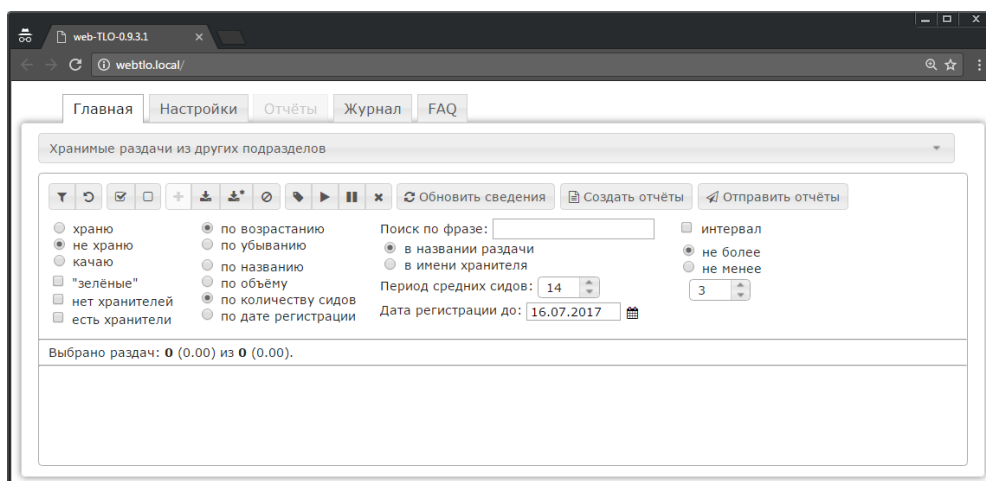 web-TLO-0.9.3.1
webtlo.local/
Главная Настройки Отчёты Журнал FAQ
Хранимые раздачи из других подразделов
Обновить сведения Создать отчёты Отправить отчёты
храню по возрастанию Поиск по фразе: интервал
не храню по убыванию в названии раздачи не более
качаю по названию в имени хранителя не менее
"зелёные" по объёму Период средних сидов: 14 3
нет хранителей по количеству сидов
есть хранители по дате регистрации Дата регистрации до: 16.07.2017
Выбрано раздач: 0 (0.00) из 0 (0.00).